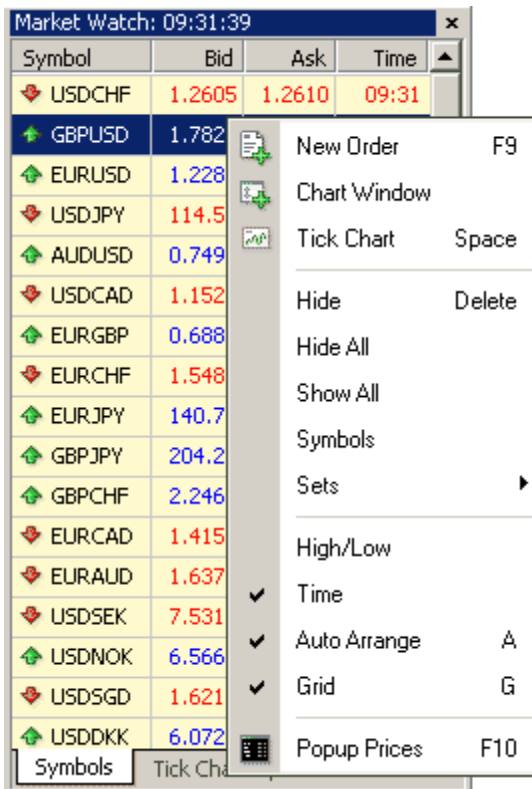 Market Watch: 09:31:39
Symbol Bid Ask Time
USDCHF 1.2605 1.2610 09:31
GBPUSD 1.782
EURUSD 1.228
USDJPY 114.5
AUDUSD 0.749
USDCAD 1.152
EURGBP 0.688
EURCHF 1.548
EURJPY 140.7
GBPJPY 204.2
GBPCHF 2.246
EURCAD 1.415
EURAUD 1.637
USDSEK 7.531
USDNOK 6.566
USDSGD 1.621
USDDKK 6.072
Symbols Tick Cha
New Order F9
Chart Window
Tick Chart Space
Hide Delete
Hide All
Show All
Symbols
Sets
High/Low
Time
Auto Arrange A
Grid G
Popup Prices F10